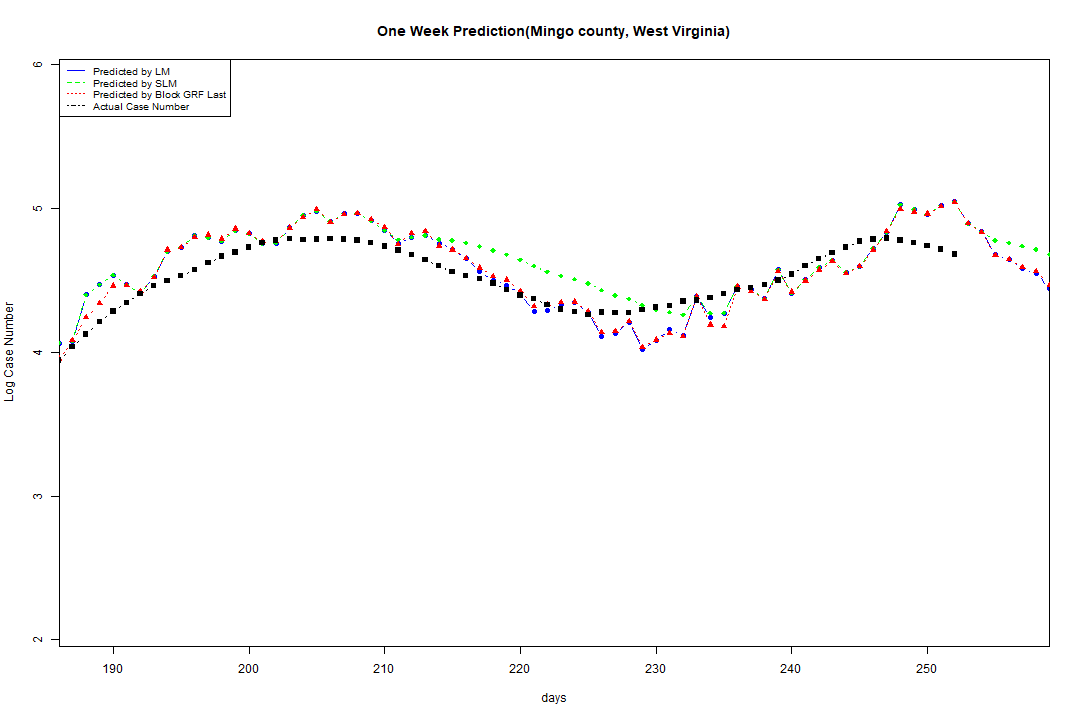 One Week Prediction(Mingo county, West Virginia)
Predicted by LM
Predicted by SLM
Predicted by Block GRF Last
Actual Case Number
6
5
4
3
2
Log Case Number
190 200 210 220 230 240 250
days